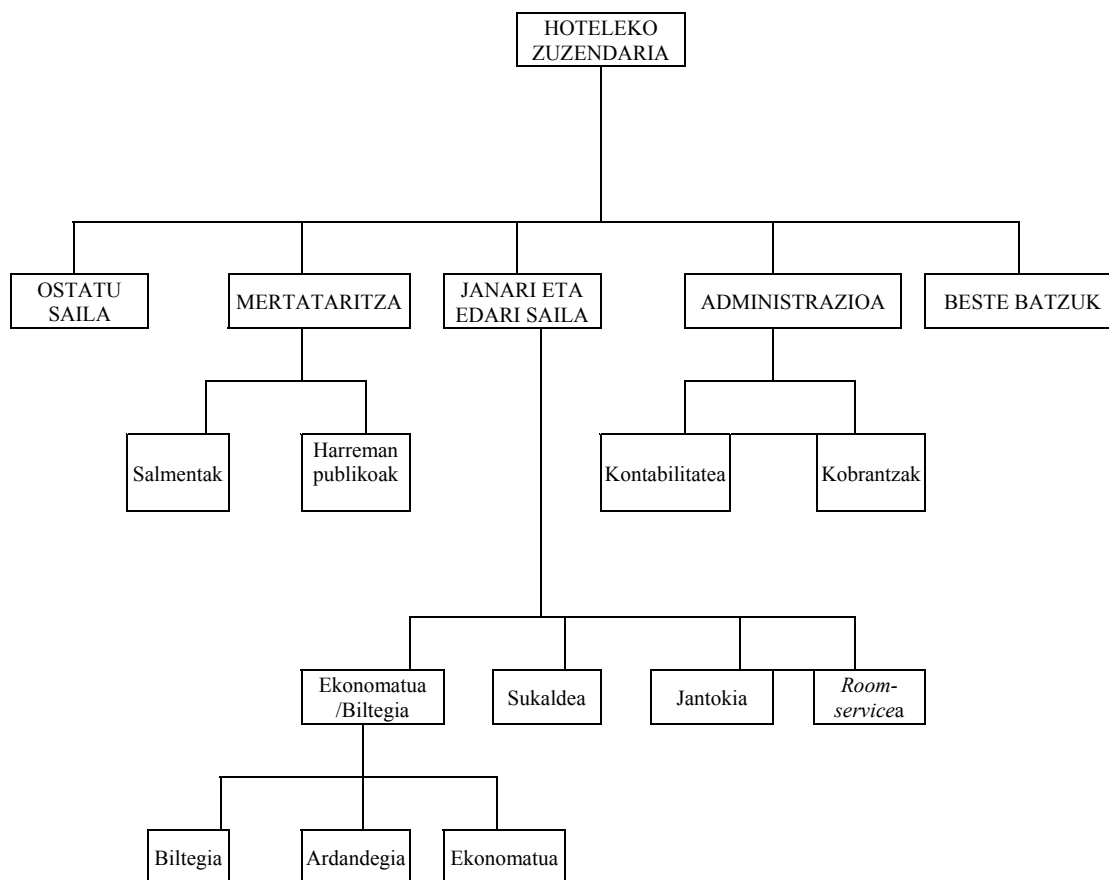 HOTELEKO
ZUZENDARIA
OSTATU
SAILA
MERTATARITZA
JANARI ETA
EDARI SAILA
ADMINISTRAZIOA
BESTE BATZUK
Salmentak
Harreman
publikoak
Kontabilitatea
Kobrantzak
Ekonomatua
/Biltegia
Sukaldea
Jantokia
Room-
servicea
Biltegia
Ardandegia
Ekonomatua